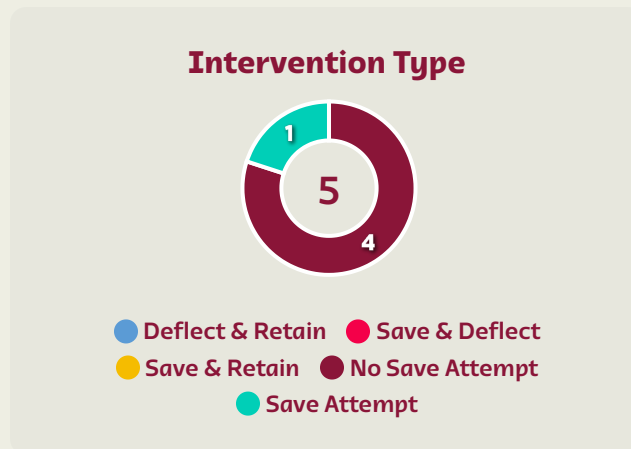 Intervention Type
1
5
4
Deflect & Retain Save & Deflect
Save & Retain No Save Attempt
Save Attempt